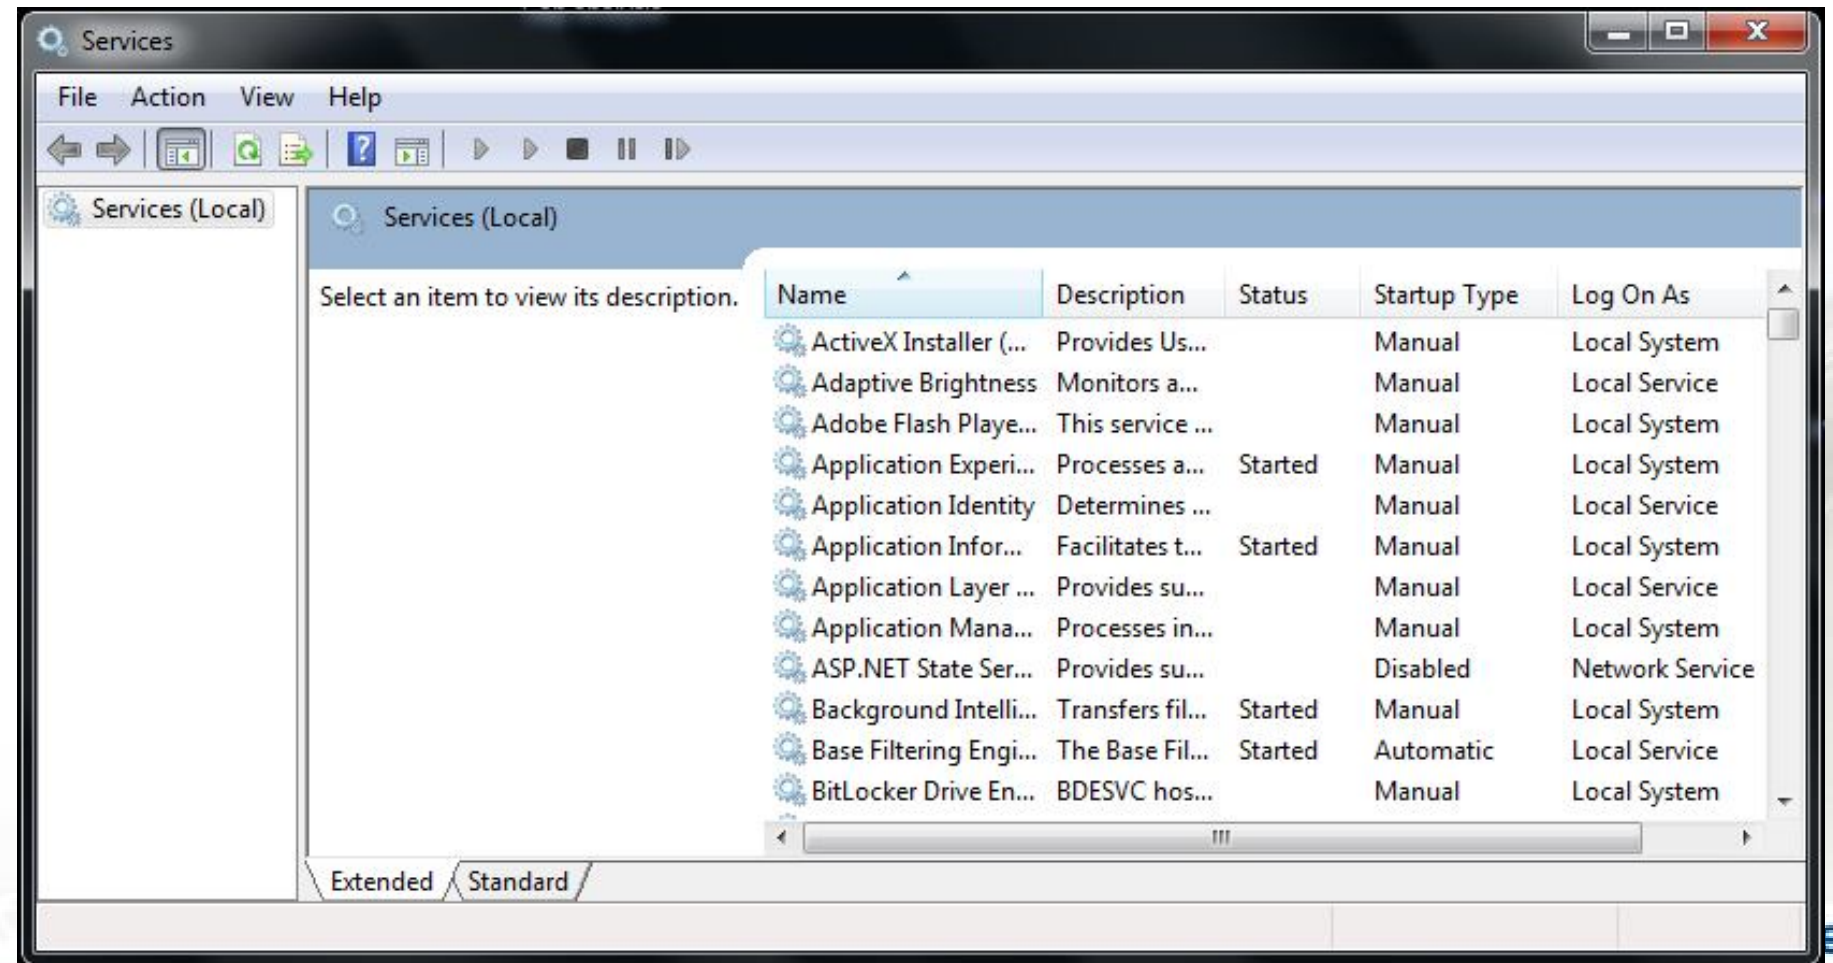 Services
File Action View Help
Services (Local)
Services (Local)
Select an item to view its description.
Name Description Status Startup Type Log On As
ActiveX Installer (... Provides Us... Manual Local System
Adaptive Brightness Monitors a... Manual Local Service
Adobe Flash Playe... This service ... Manual Local System
Application Experi... Processes a... Started Manual Local System
Application Identity Determines ... Manual Local Service
Application Infor... Facilitates t... Started Manual Local System
Application Layer ... Provides su... Manual Local Service
Application Mana... Processes in... Manual Local System
ASP.NET State Ser... Provides su... Disabled Network Service
Background Intelli... Transfers fil... Started Manual Local System
Base Filtering Engi... The Base Fil... Started Automatic Local Service
BitLocker Drive En... BDESVC hos... Manual Local System
Extended Standard